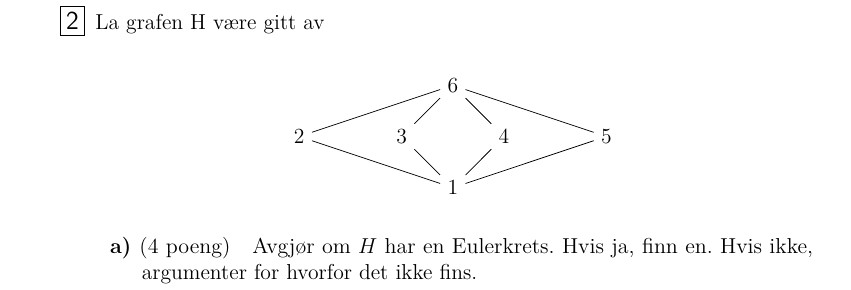 2 La grafen H være gitt av
6
2 3 4 5
1
a) (4 poeng) Avgjør om H har en Eulerkrets. Hvis ja, finn en. Hvis ikke,
argumenter for hvorfor det ikke fins.